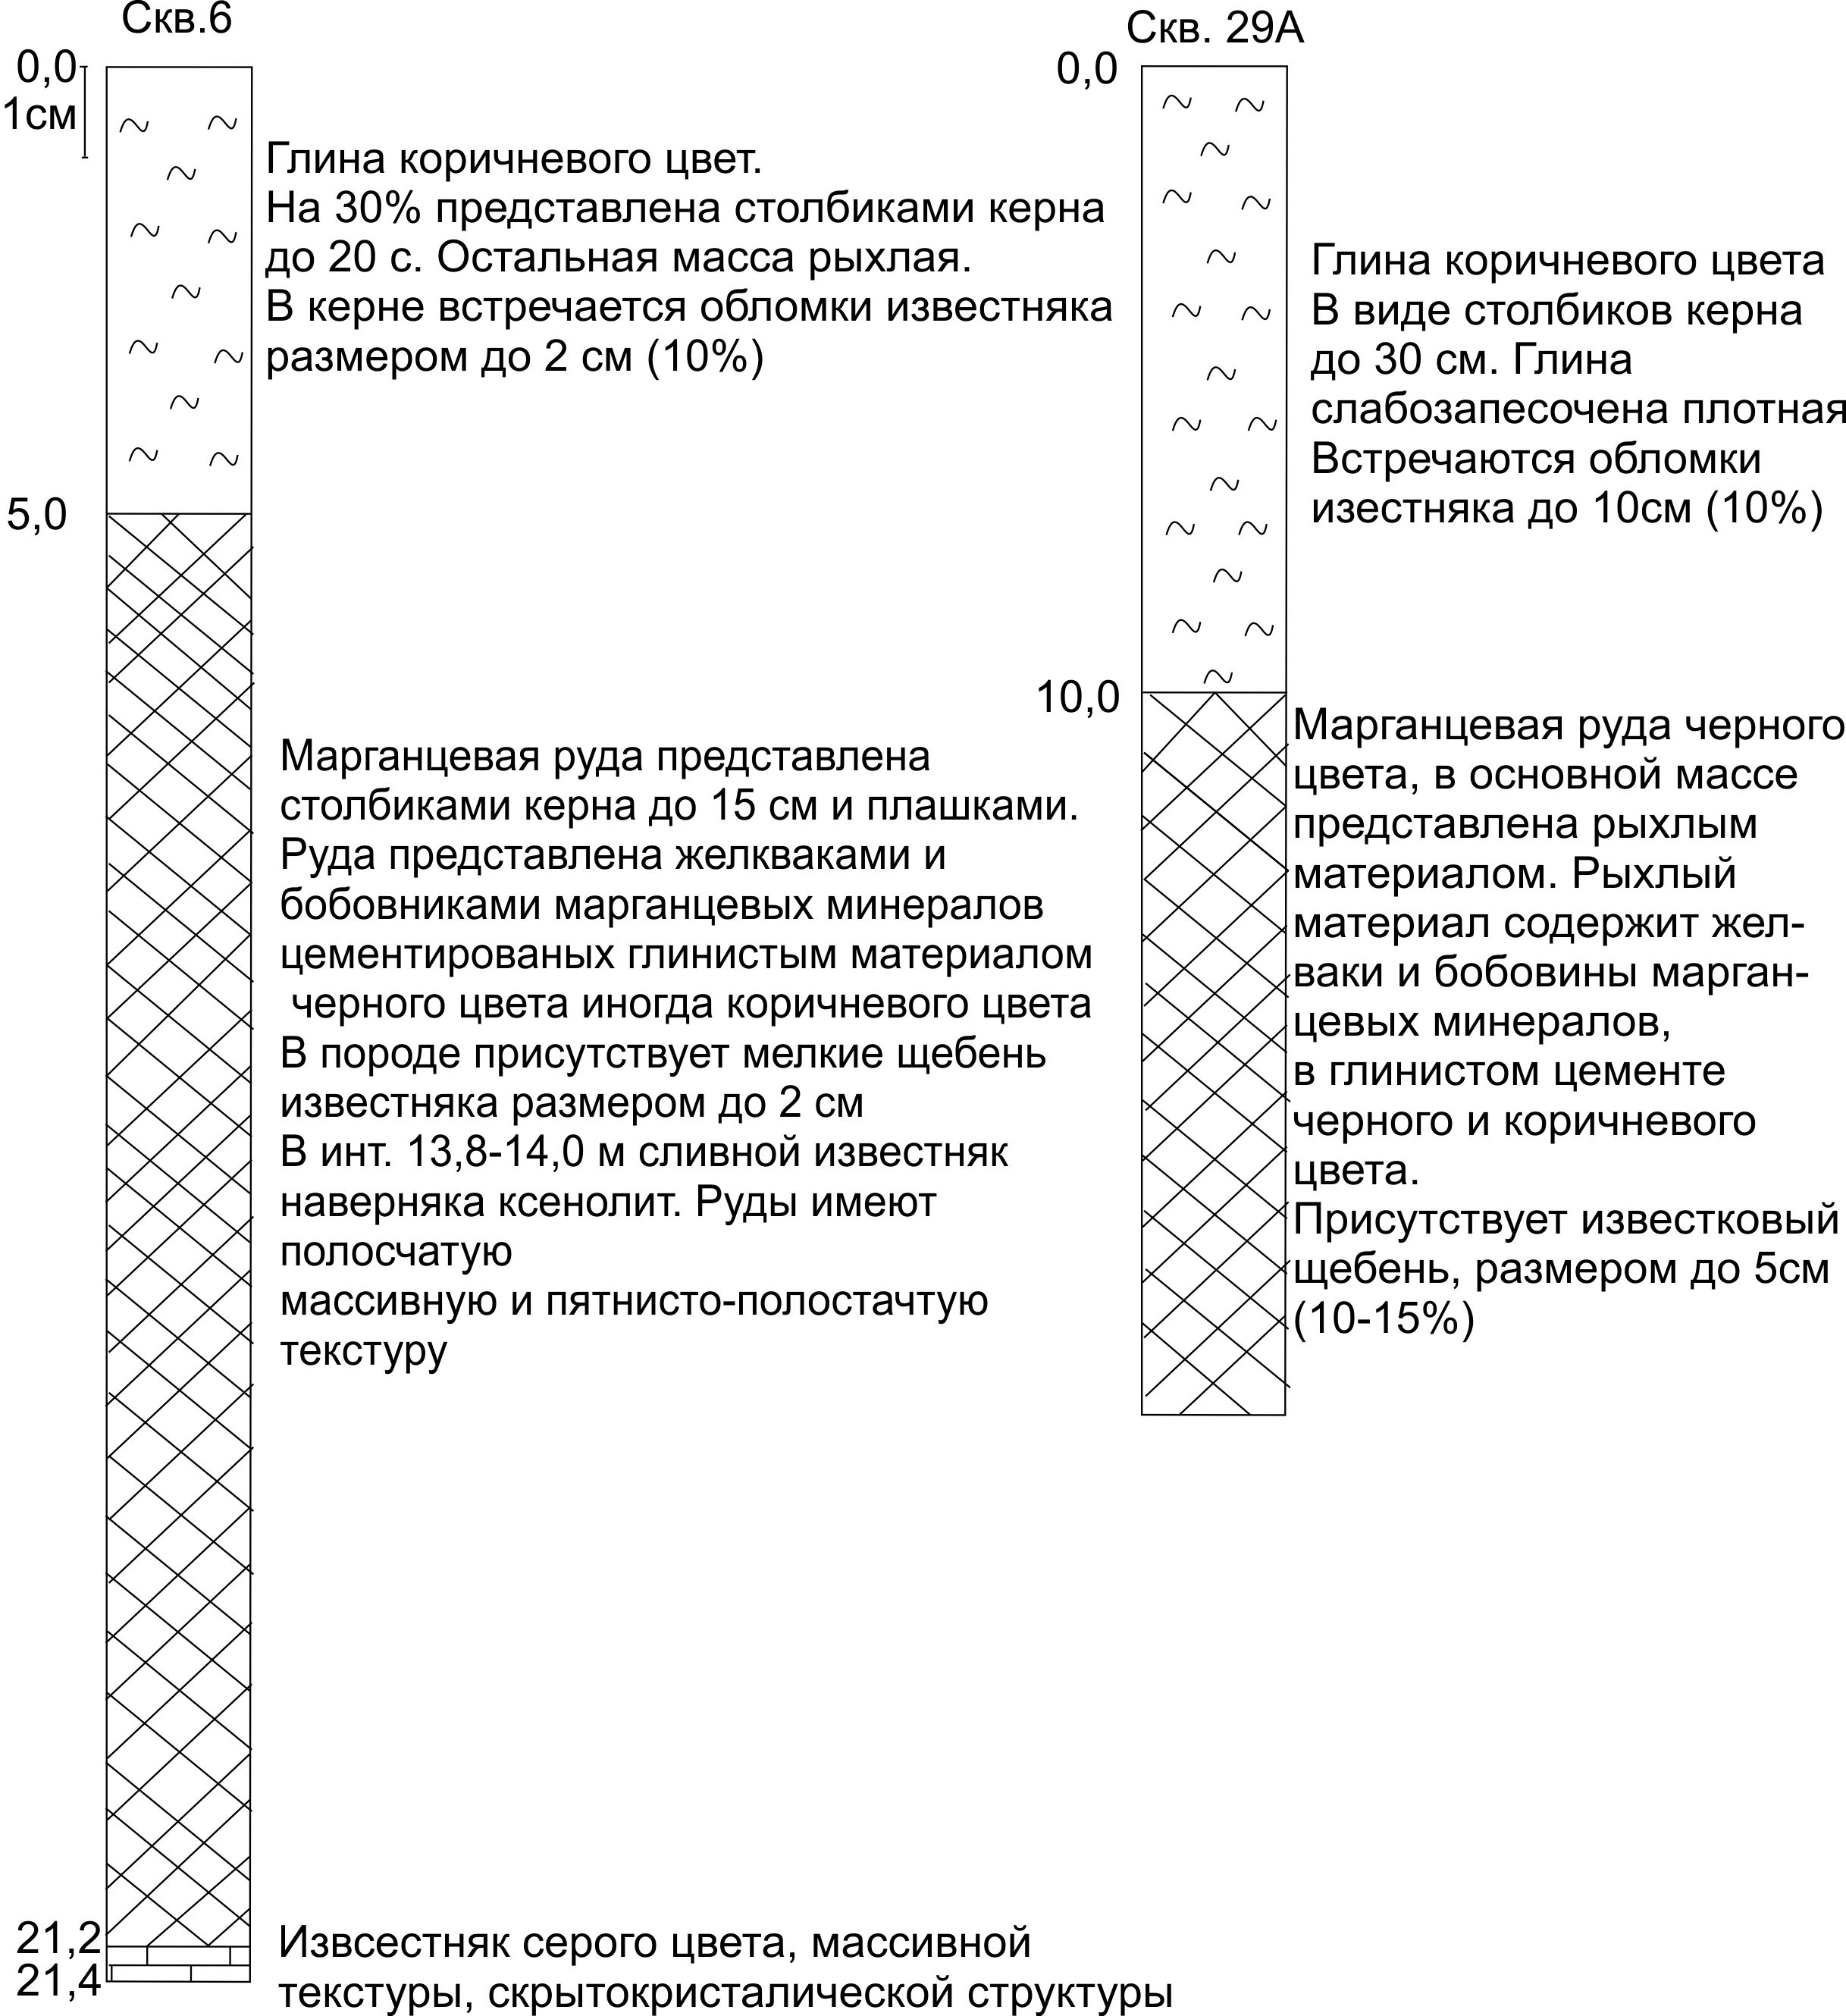 Скв.6
0,0
1см
Глина коричневого цвет.
На 30% представлена столбиками керна
до 20 с. Остальная масса рыхлая.
В керне встречается обломки известняка
размером до 2 см (10%)
5,0
Марганцевая руда представлена
столбиками керна до 15 см и плашками.
Руда представлена желкваками и
бобовниками марганцевых минералов
цементированых глинистым материалом
черного цвета иногда коричневого цвета
В породе присутствует мелкие щебень
известняка размером до 2 см
В инт. 13,8-14,0 м сливной известняк
наверняка ксенолит. Руды имеют
полосчатую
массивную и пятнисто-полостачтую
текстуру
21,2
21,4
Извсестняк серого цвета, массивной
текстуры, скрытокристалической структуры
Скв. 29А
0,0
Глина коричневого цвета
В виде столбиков керна
до 30 см. Глина
слабозапесочена плотная
Встречаются обломки
изестняка до 10см (10%)
10,0
Марганцевая руда черного
цвета, в основной массе
представлена рыхлым
материалом. Рыхлый
материал содержит жел-
ваки и бобовины марган-
цевых минералов,
в глинистом цементе
черного и коричневого
цвета.
Присутствует известковый
щебень, размером до 5см
(10-15%)